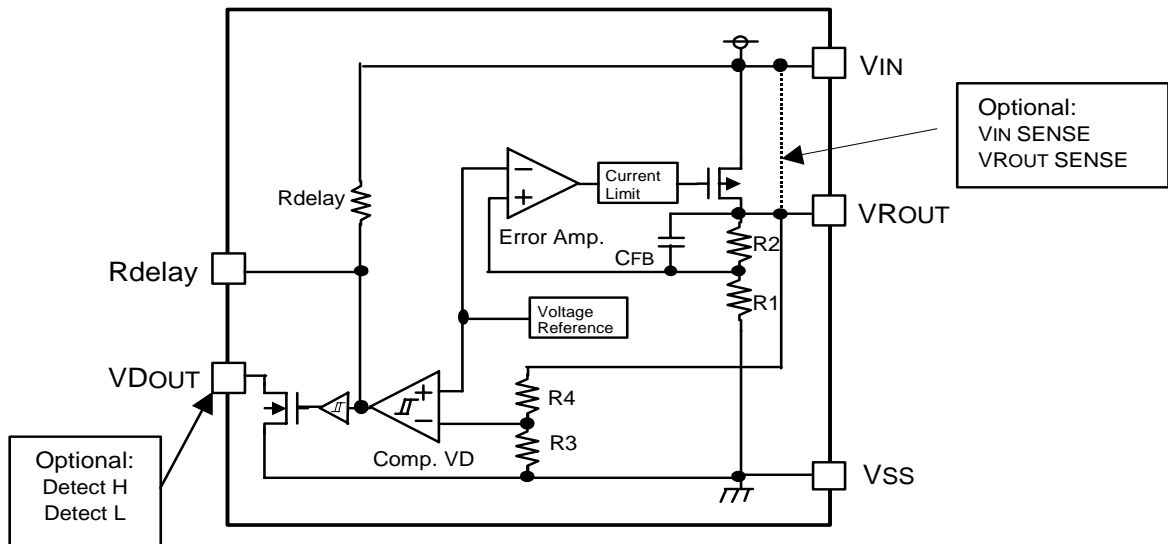 VIN
Optional:
VIN SENSE
VROUT SENSE
Current
Limit
Rdelay
VROUT
Error Amp.
R2
CFB
Rdelay
R1
Voltage
Reference
VDOUT
R4
R3
Comp. VD
Optional:
Detect H
Detect L
VSS